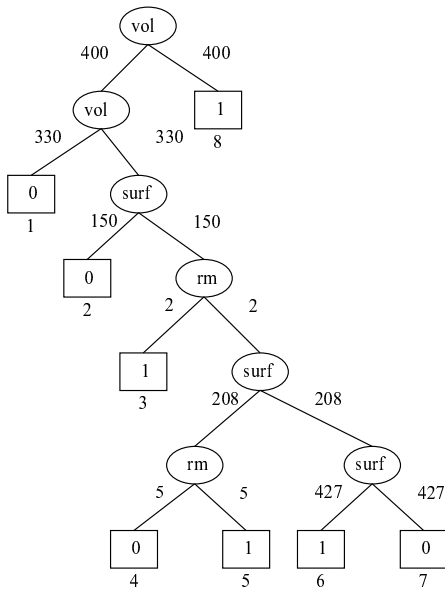 vol
400 400
vol 1
8
330 330
0 surf
1
150 150
0 rm
2
2 2
1 surf
3
208 208
rm surf
5 5 427 427
0 1 1 0
4 5 6 7